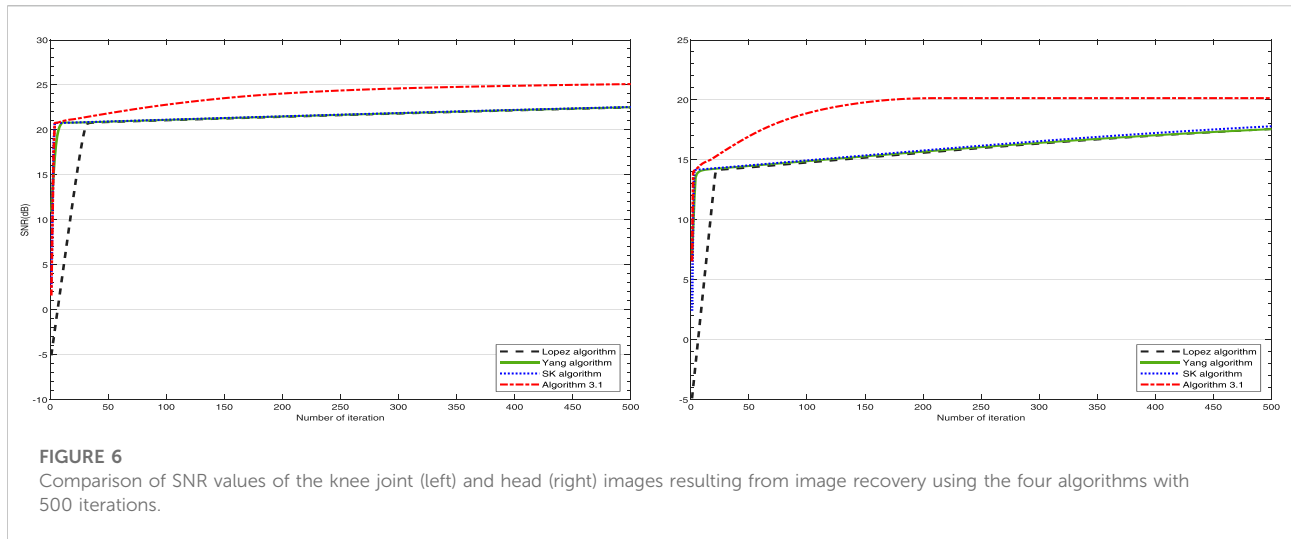 30
25
20
15
10
5
0
-5
-10
SNR(dB)
0 50 100 150 200 250 300 350 400 450 500
Number of iteration
Lopez algorithm
Yang algorithm
SK algorithm
Algorithm 3.1
25
20
15
10
5
0
-5
0 50 100 150 200 250 300 350 400 450 500
Number of iteration
Lopez algorithm
Yang algorithm
SK algorithm
Algorithm 3.1
FIGURE 6
Comparison of SNR values of the knee joint (left) and head (right) images resulting from image recovery using the four algorithms with
500 iterations.